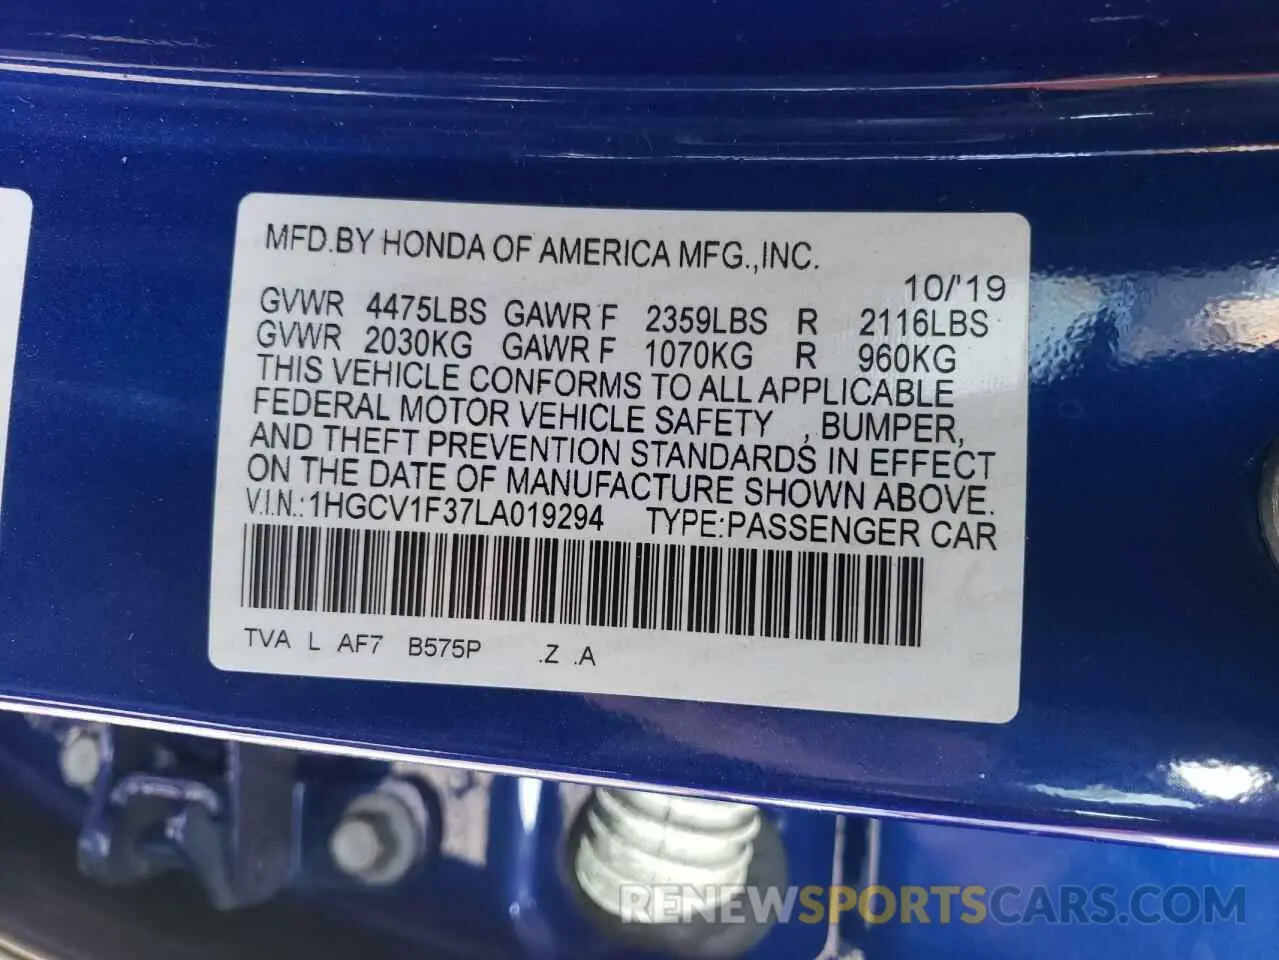 MFD.BY HONDA OF AMERICA MFG.,INC.
10/'19
GVWR 4475LBS GAWR F 2359LBS R 2116LBS
GVWR 2030KG GAWR F 1070KG R 960KG
THIS VEHICLE CONFORMS TO ALL APPLICABLE
FEDERAL MOTOR VEHICLE SAFETY , BUMPER,
AND THEFT PREVENTION STANDARDS IN EFFECT
ON THE DATE OF MANUFACTURE SHOWN ABOVE.
V.I.N.:1HGCV1F37LA019294 TYPE:PASSENGER CAR
TVA L AF7 B575P .Z .A
RENEWSPORTSCARS.COM